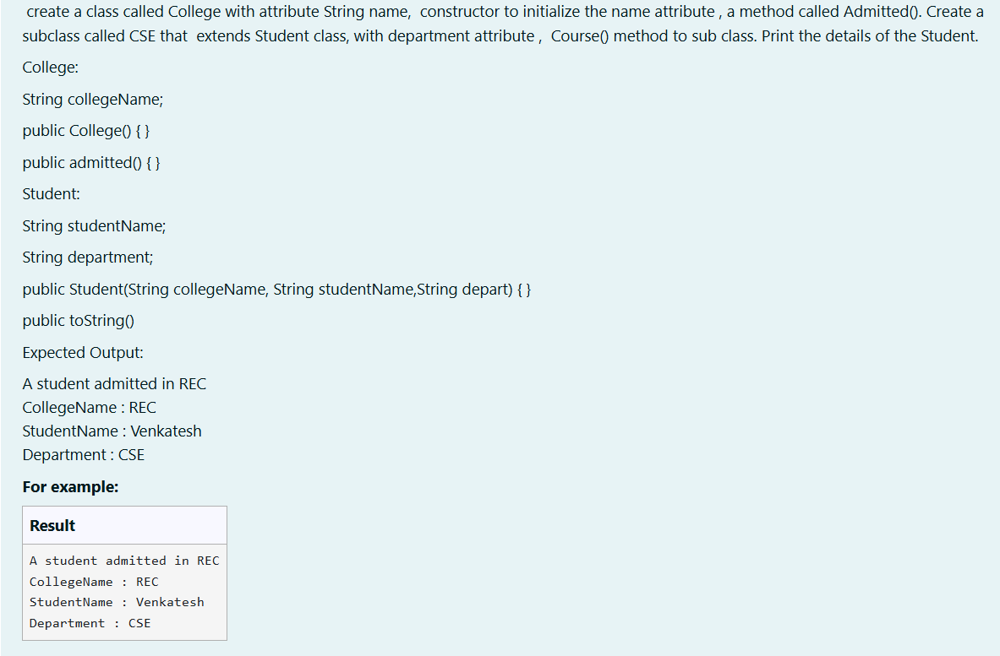 create a class called College with attribute String name,  constructor to initialize the name attribute , a method called Admitted(). Create a
subclass called CSE that  extends Student class, with department attribute ,  Course() method to sub class. Print the details of the Student.
College:
String collegeName;
public College() { }
public admitted() { }
Student:
String studentName;
String department;
public Student(String collegeName, String studentName,String depart) { }
public toString()
Expected Output:
A student admitted in REC
CollegeName : REC
StudentName : Venkatesh
Department : CSE
For example:
Result
A student admitted in REC
CollegeName : REC
StudentName : Venkatesh
Department : CSE